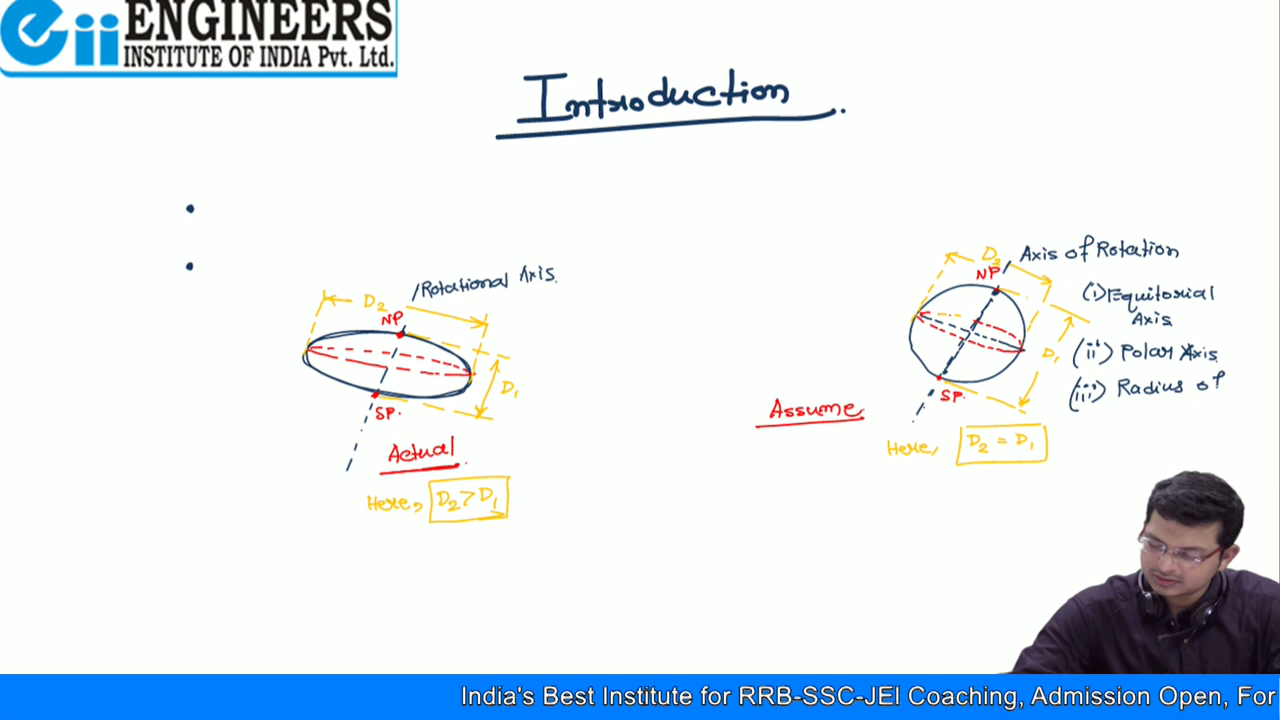 eii ENGINEERS
INSTITUTE OF INDIA Pvt. Ltd.
Introduction
Rotational Axis
D2
NP
D1
SP.
Actual
Here, D2 > D1
Assume
Axis of Rotation
NP
(i) Equitorial
Axis
(ii) Polar Axis
(iii) Radius of
D1
SP.
Here, D2 = D1
India's Best Institute for RRB-SSC-JEI Coaching, Admission Open, For